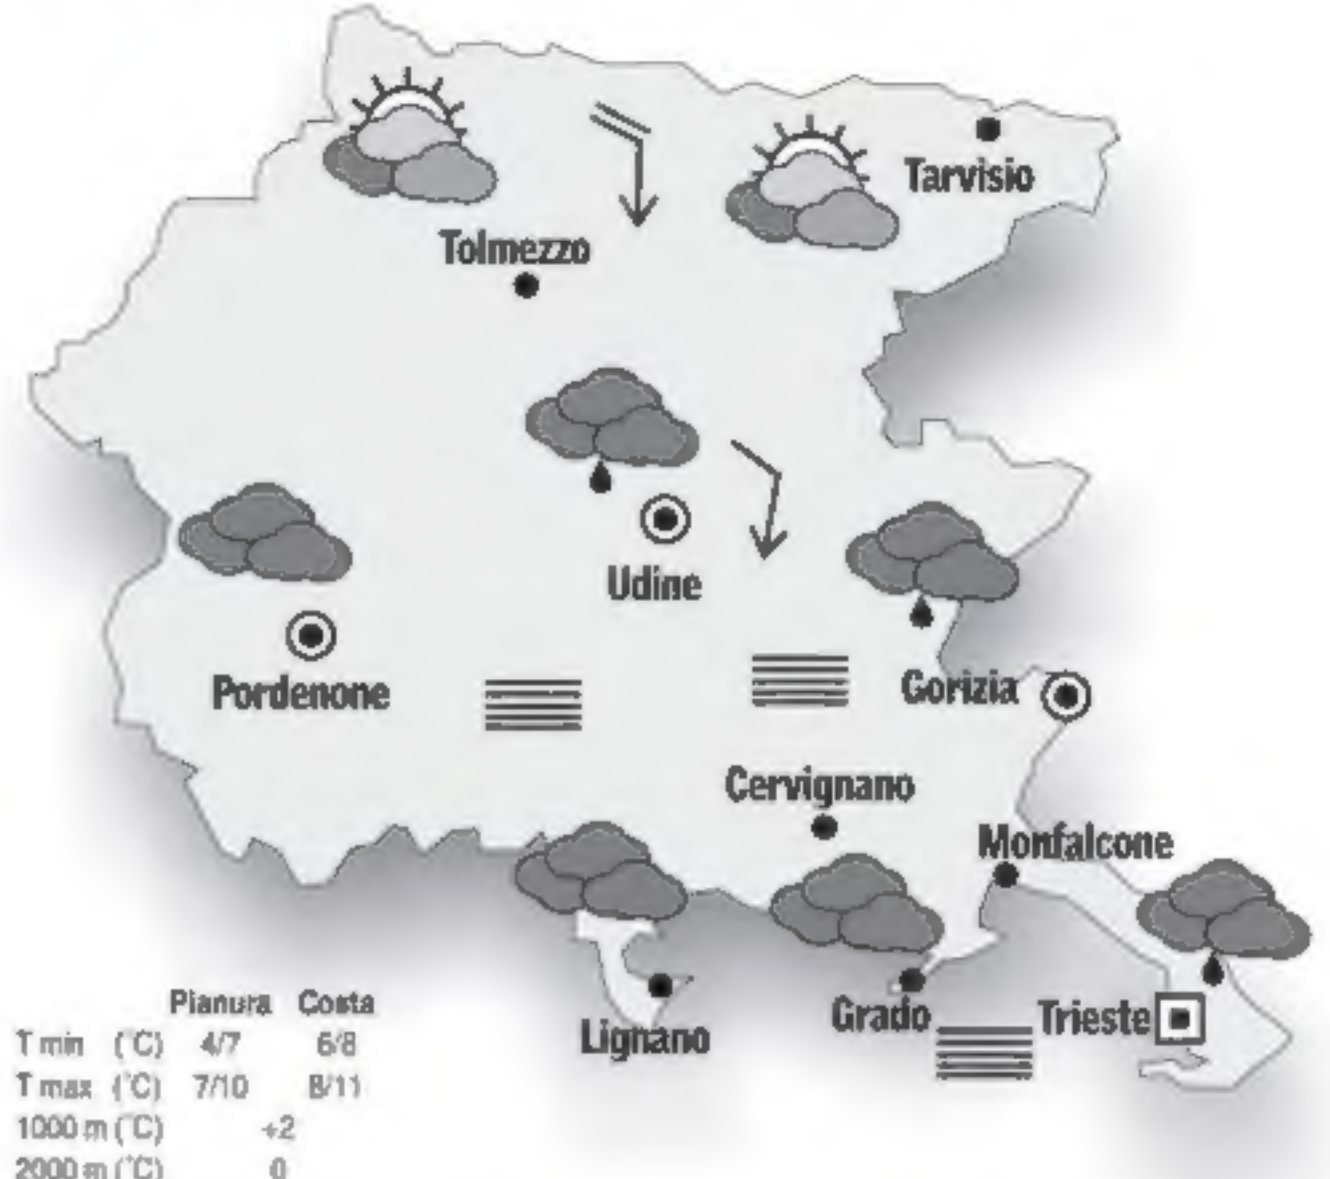 Tarvisio
Tolmezzo
Udine
Pordenone
Gorizia
Cervignano
Monfalcone
Grado
Trieste
Lignano
Pianura Costa
T min (°C) 4/7 6/8
T max (°C) 7/10 8/11
1000 m (°C) +2
2000 m (°C) 0